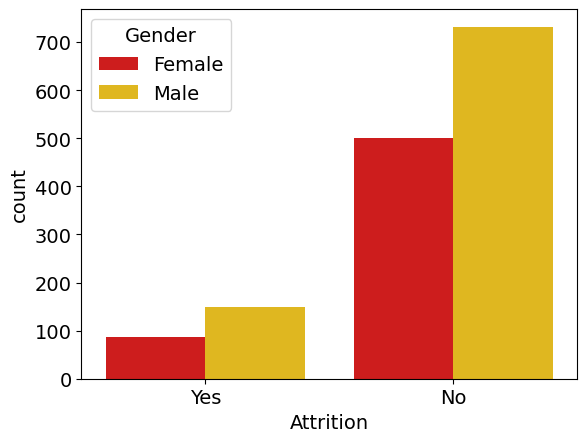 Gender
Female
Male
700
600
500
400
300
200
100
0
count
Yes
No
Attrition